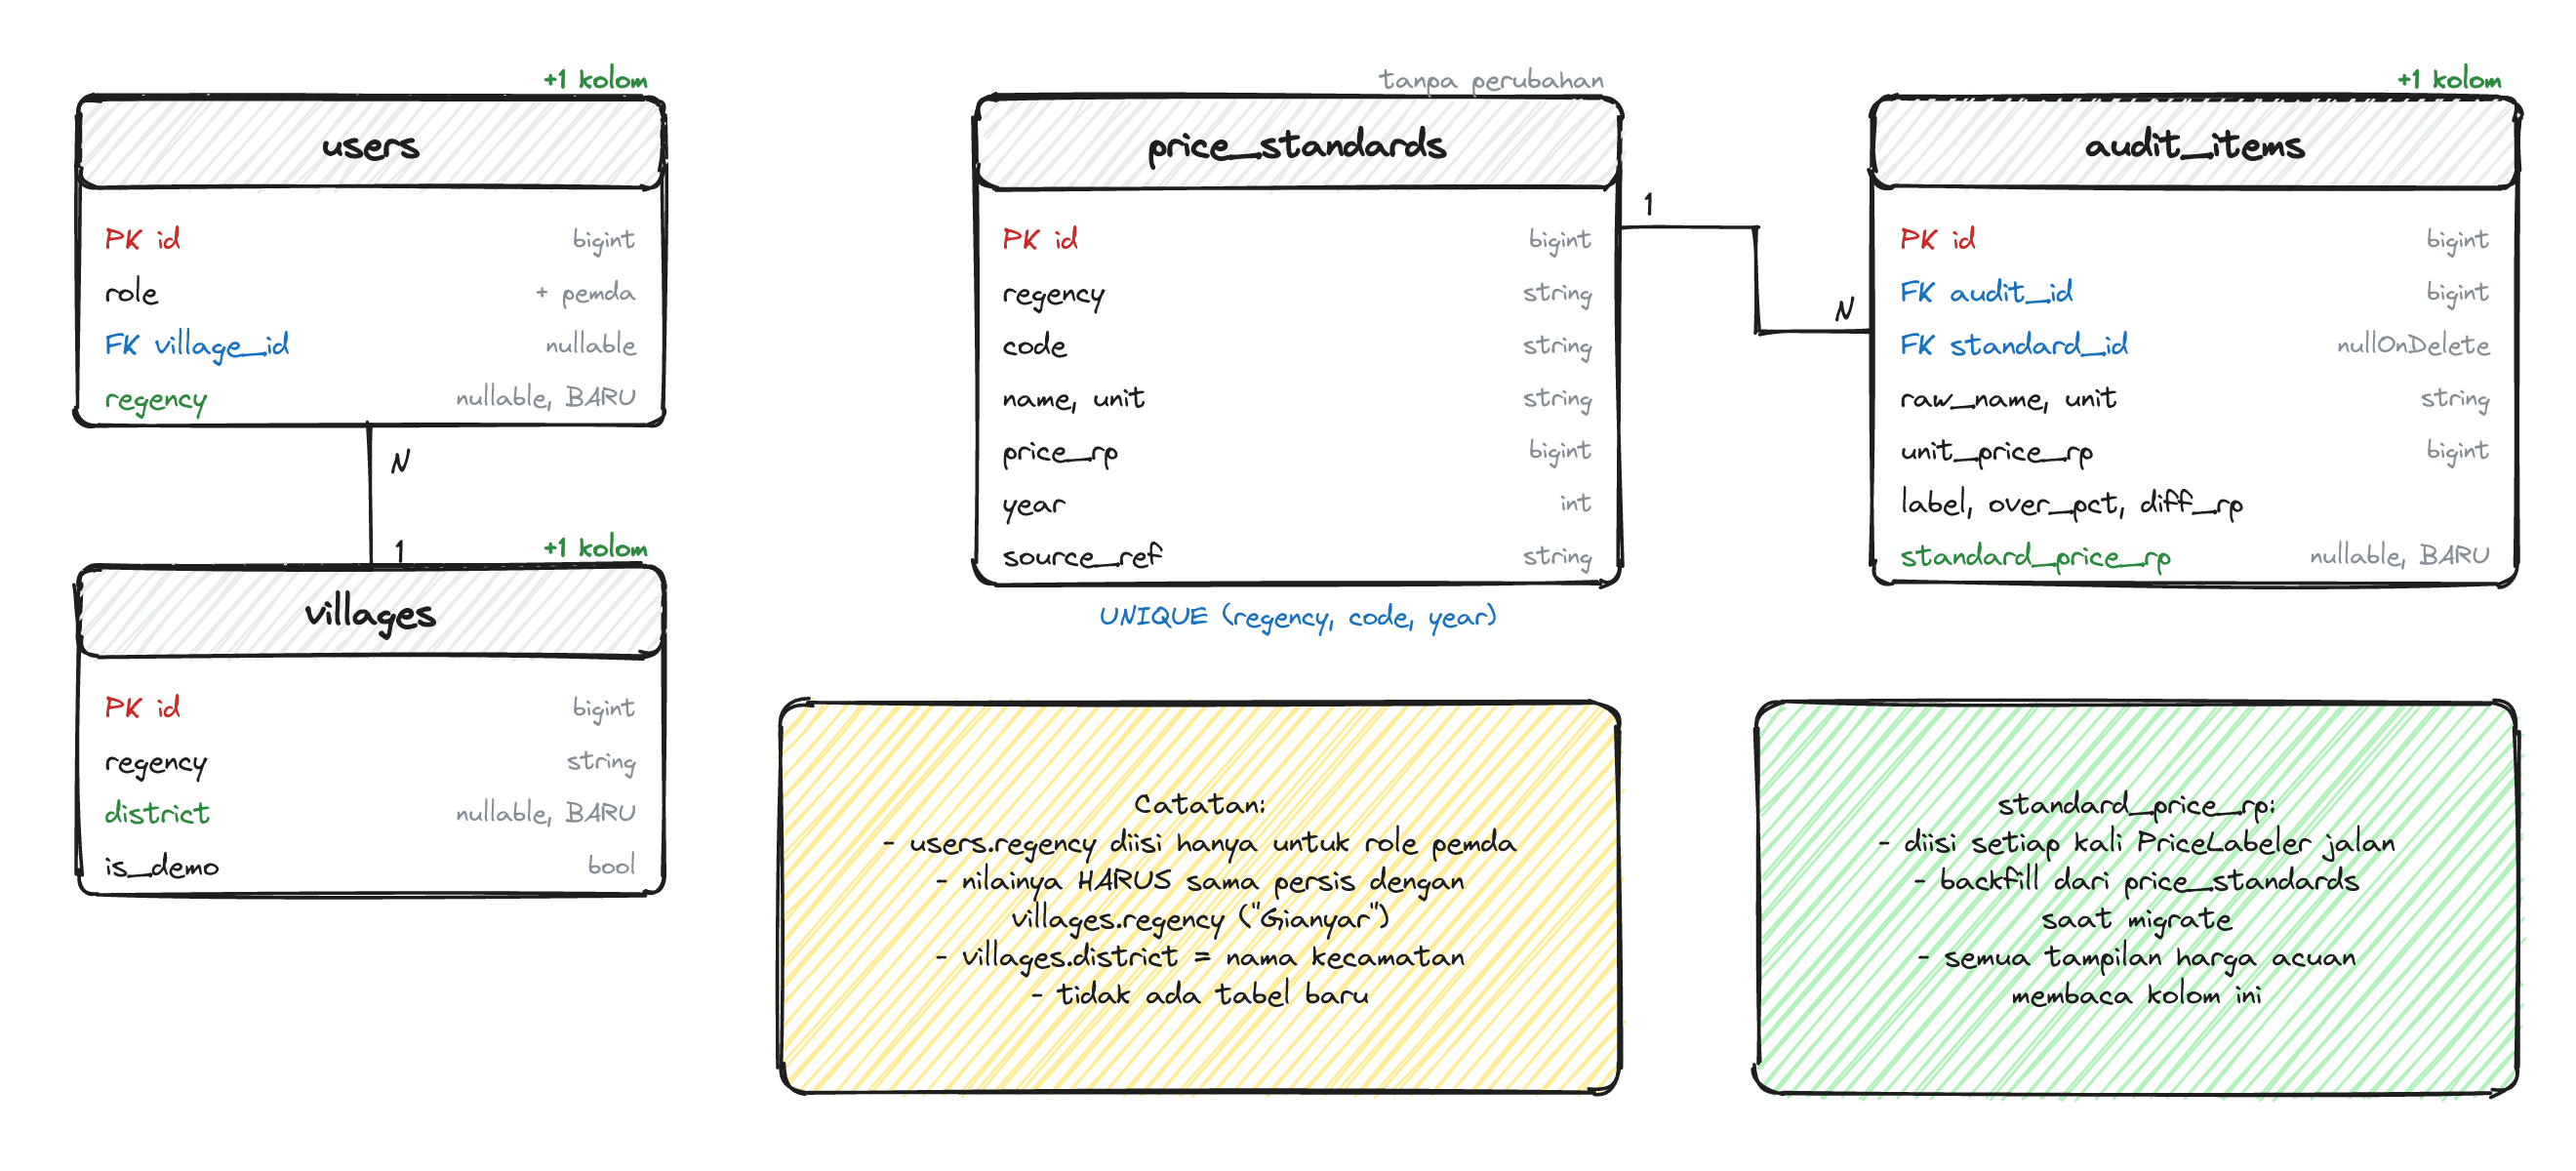 +1 kolom
users
PK id bigint
role + pemda
FK village_id nullable
regency nullable, BARU
N
1
+1 kolom
villages
PK id bigint
regency string
district nullable, BARU
is_demo bool
tanpa perubahan
price_standards
PK id bigint
regency string
code string
name, unit string
price_rp bigint
year int
source_ref string
UNIQUE (regency, code, year)
1
N
+1 kolom
audit_items
PK id bigint
FK audit_id bigint
FK standard_id nullOnDelete
raw_name, unit string
unit_price_rp bigint
label, over_pct, diff_rp
standard_price_rp nullable, BARU
Catatan:
- users.regency diisi hanya untuk role pemda
- nilainya HARUS sama persis dengan
villages.regency ("Gianyar")
- villages.district = nama kecamatan
- tidak ada tabel baru
standard_price_rp:
- diisi setiap kali PriceLabeler jalan
- backfill dari price_standards
saat migrate
- semua tampilan harga acuan
membaca kolom ini